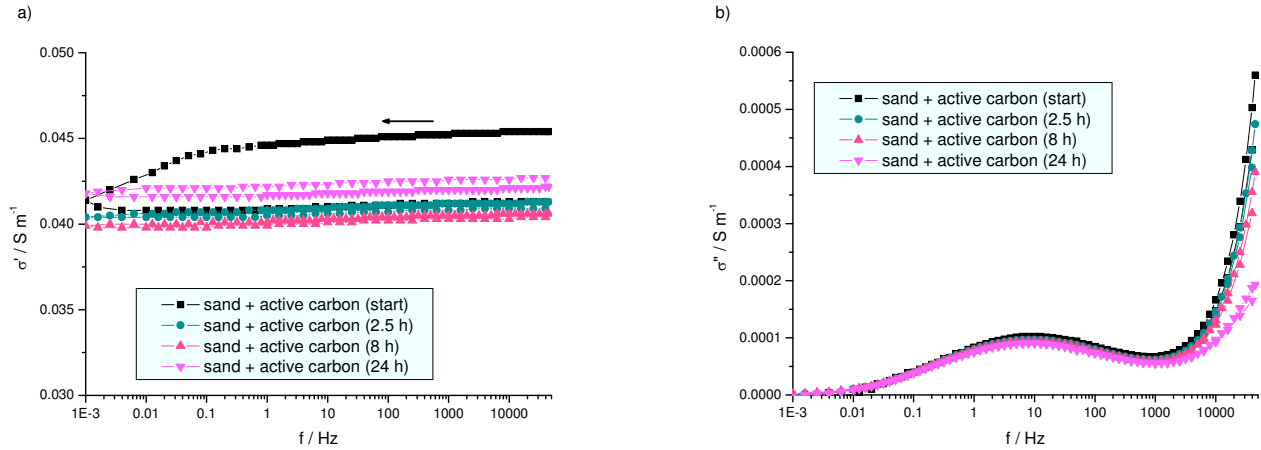 a)
0.050
0.045
0.040
0.035
0.030
σ' / S m⁻¹
sand + active carbon (start)
sand + active carbon (2.5 h)
sand + active carbon (8 h)
sand + active carbon (24 h)
1E-3 0.01 0.1 1 10 100 1000 10000
f / Hz
b)
0.0006
0.0005
0.0004
0.0003
0.0002
0.0001
0.0000
σ'' / S m⁻¹
sand + active carbon (start)
sand + active carbon (2.5 h)
sand + active carbon (8 h)
sand + active carbon (24 h)
1E-3 0.01 0.1 1 10 100 1000 10000
f / Hz